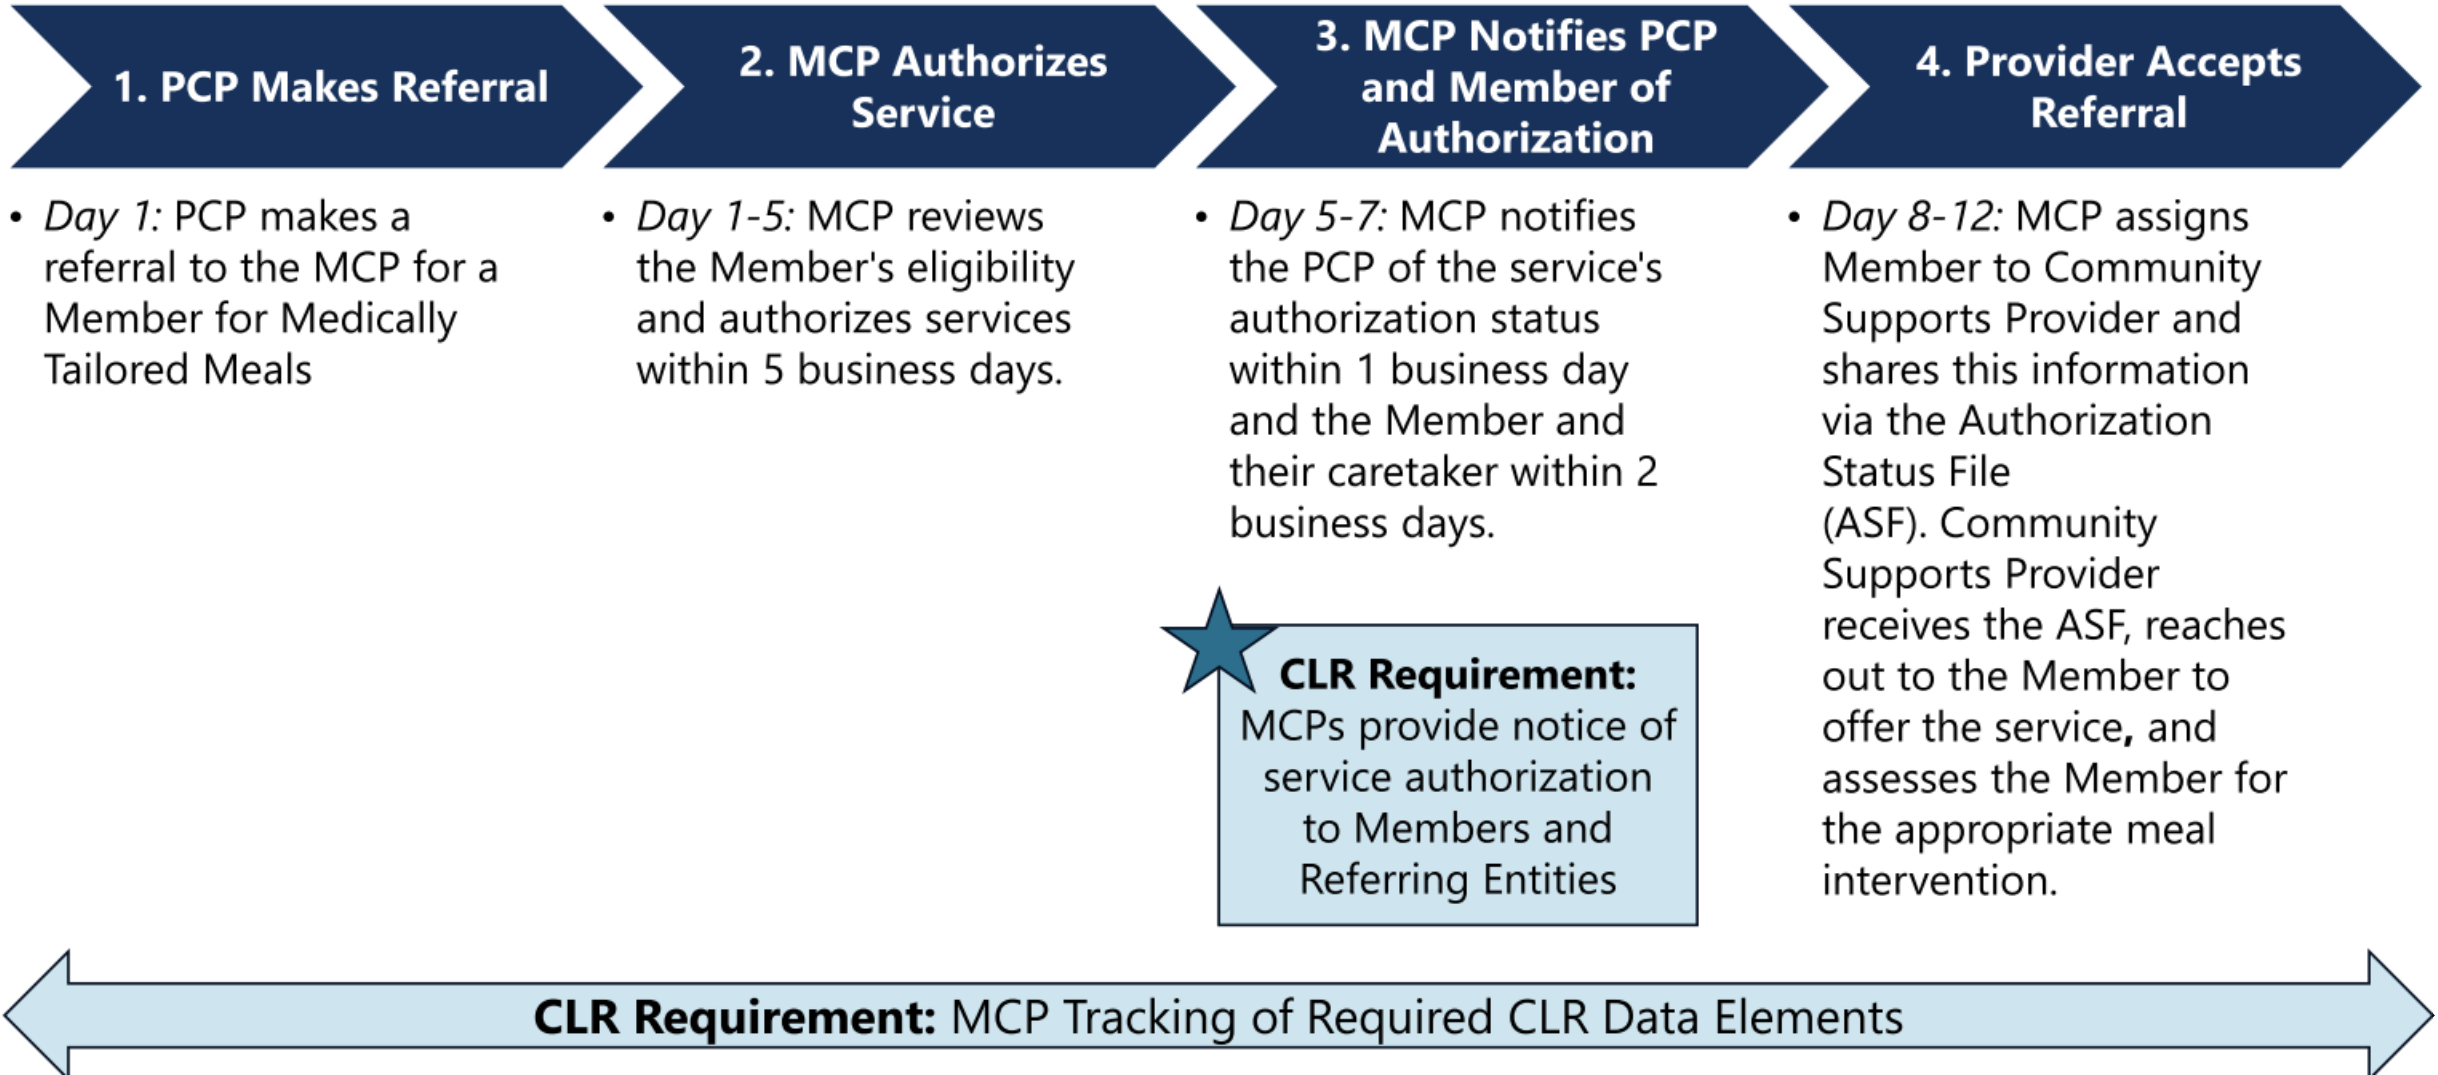 1. PCP Makes Referral
2. MCP Authorizes
Service
3. MCP Notifies PCP
and Member of
Authorization
4. Provider Accepts
Referral
• Day 1: PCP makes a
referral to the MCP for a
Member for Medically
Tailored Meals
• Day 1-5: MCP reviews
the Member's eligibility
and authorizes services
within 5 business days.
• Day 5-7: MCP notifies
the PCP of the service's
authorization status
within 1 business day
and the Member and
their caretaker within 2
business days.
CLR Requirement:
MCPs provide notice of
service authorization
to Members and
Referring Entities
• Day 8-12: MCP assigns
Member to Community
Supports Provider and
shares this information
via the Authorization
Status File
(ASF). Community
Supports Provider
receives the ASF, reaches
out to the Member to
offer the service, and
assesses the Member for
the appropriate meal
intervention.
CLR Requirement: MCP Tracking of Required CLR Data Elements